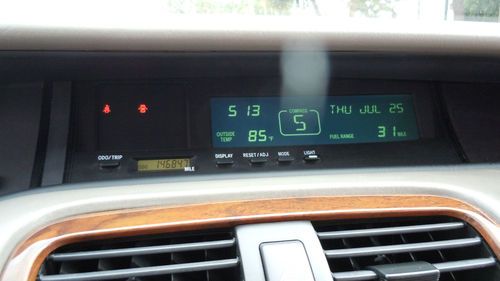 5 13
COMPASS
THU JUL 25
S
OUTSIDE TEMP 85 °F
FUEL RANGE 31 MILE
ODO/TRIP
ODO 146847
MILE
DISPLAY
RESET / ADJ
MODE
LIGHT